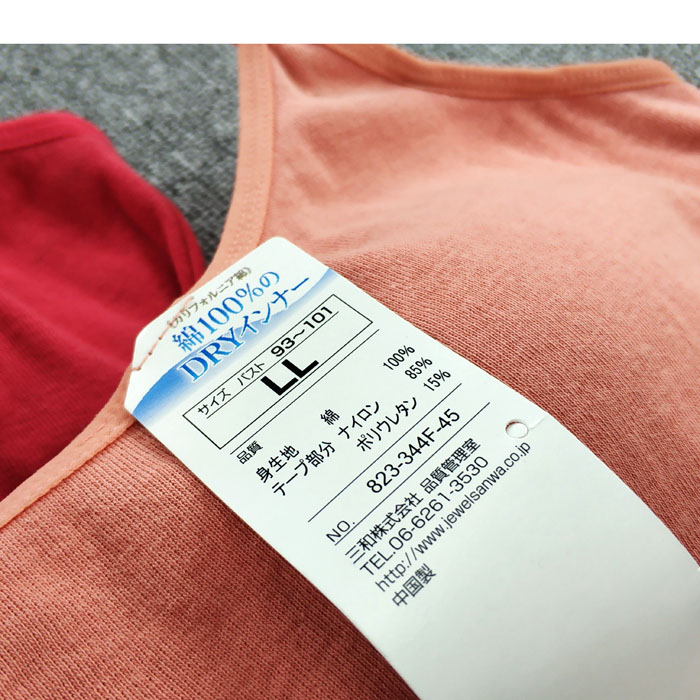 《カリフォルニア綿》
綿100%の
DRYインナー
サイズ バスト 93～101
LL
品質
身生地 綿 100%
テープ部分 ナイロン 85%
ポリウレタン 15%
NO. 823-344F-45
三和株式会社 品質管理室
TEL.06-6261-3530
http://www.jewelsanwa.co.jp
中国製